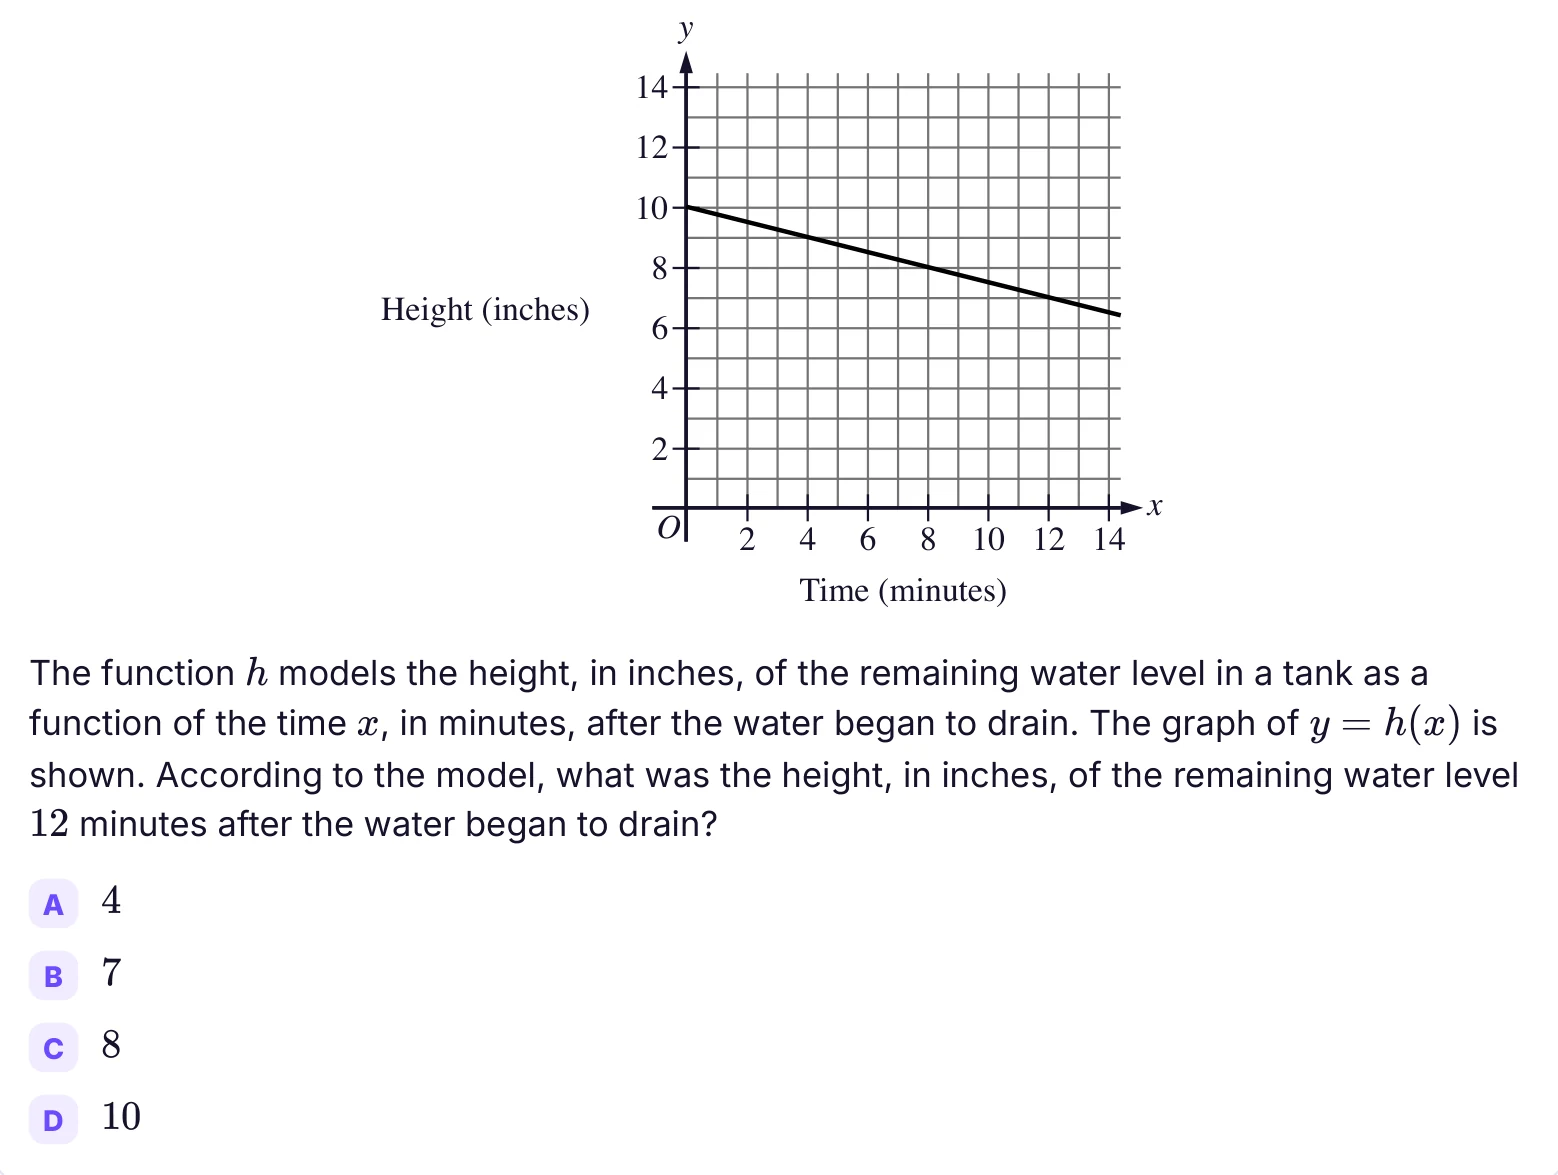 y
14
12
10
8
Height (inches)
6
4
2
O
x
2 4 6 8 10 12 14
Time (minutes)
The function h models the height, in inches, of the remaining water level in a tank as a
function of the time x, in minutes, after the water began to drain. The graph of y = h(x) is
shown. According to the model, what was the height, in inches, of the remaining water level
12 minutes after the water began to drain?
A 4
B 7
C 8
D 10